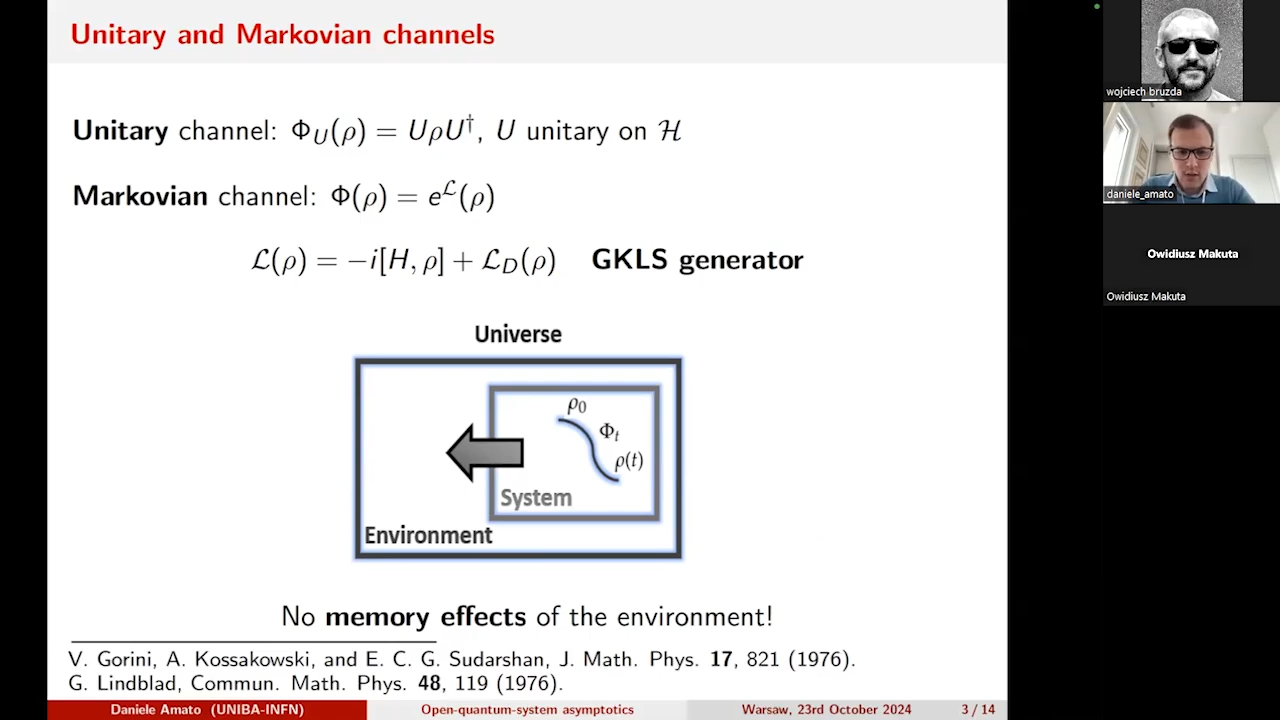 Unitary and Markovian channels
Unitary channel: Φ_U(ρ) = UρU†, U unitary on ℋ
Markovian channel: Φ(ρ) = e^ℒ(ρ)
ℒ(ρ) = −i[H, ρ] + ℒ_D(ρ) GKLS generator
Universe
ρ₀
Φ_t
ρ(t)
System
Environment
No memory effects of the environment!
V. Gorini, A. Kossakowski, and E. C. G. Sudarshan, J. Math. Phys. 17, 821 (1976).
G. Lindblad, Commun. Math. Phys. 48, 119 (1976).
Daniele Amato (UNIBA-INFN) Open-quantum-system asymptotics Warsaw, 23rd October 2024 3 / 14
wojciech bruzda
daniele_amato
Owidiusz Makuta
Owidiusz Makuta